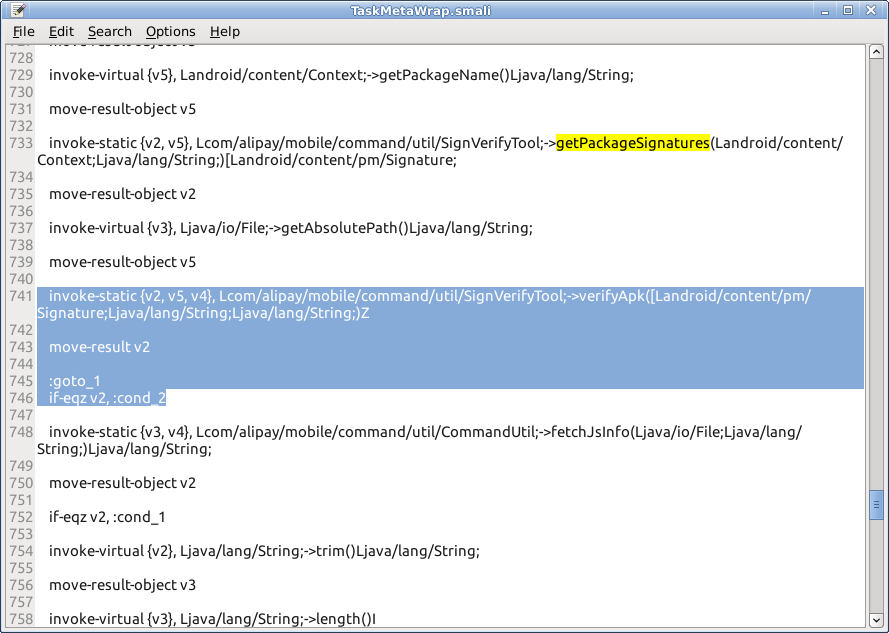 TaskMetaWrap.smali
File Edit Search Options Help
728
729 invoke-virtual {v5}, Landroid/content/Context;->getPackageName()Ljava/lang/String;
730
731 move-result-object v5
732
733 invoke-static {v2, v5}, Lcom/alipay/mobile/command/util/SignVerifyTool;->getPackageSignatures(Landroid/content/
Context;Ljava/lang/String;)[Landroid/content/pm/Signature;
734
735 move-result-object v2
736
737 invoke-virtual {v3}, Ljava/io/File;->getAbsolutePath()Ljava/lang/String;
738
739 move-result-object v5
740
741 invoke-static {v2, v5, v4}, Lcom/alipay/mobile/command/util/SignVerifyTool;->verifyApk([Landroid/content/pm/
Signature;Ljava/lang/String;Ljava/lang/String;)Z
742
743 move-result v2
744
745 :goto_1
746 if-eqz v2, :cond_2
747
748 invoke-static {v3, v4}, Lcom/alipay/mobile/command/util/CommandUtil;->fetchJsInfo(Ljava/io/File;Ljava/lang/
String;)Ljava/lang/String;
749
750 move-result-object v2
751
752 if-eqz v2, :cond_1
753
754 invoke-virtual {v2}, Ljava/lang/String;->trim()Ljava/lang/String;
755
756 move-result-object v3
757
758 invoke-virtual {v3}, Ljava/lang/String;->length()I